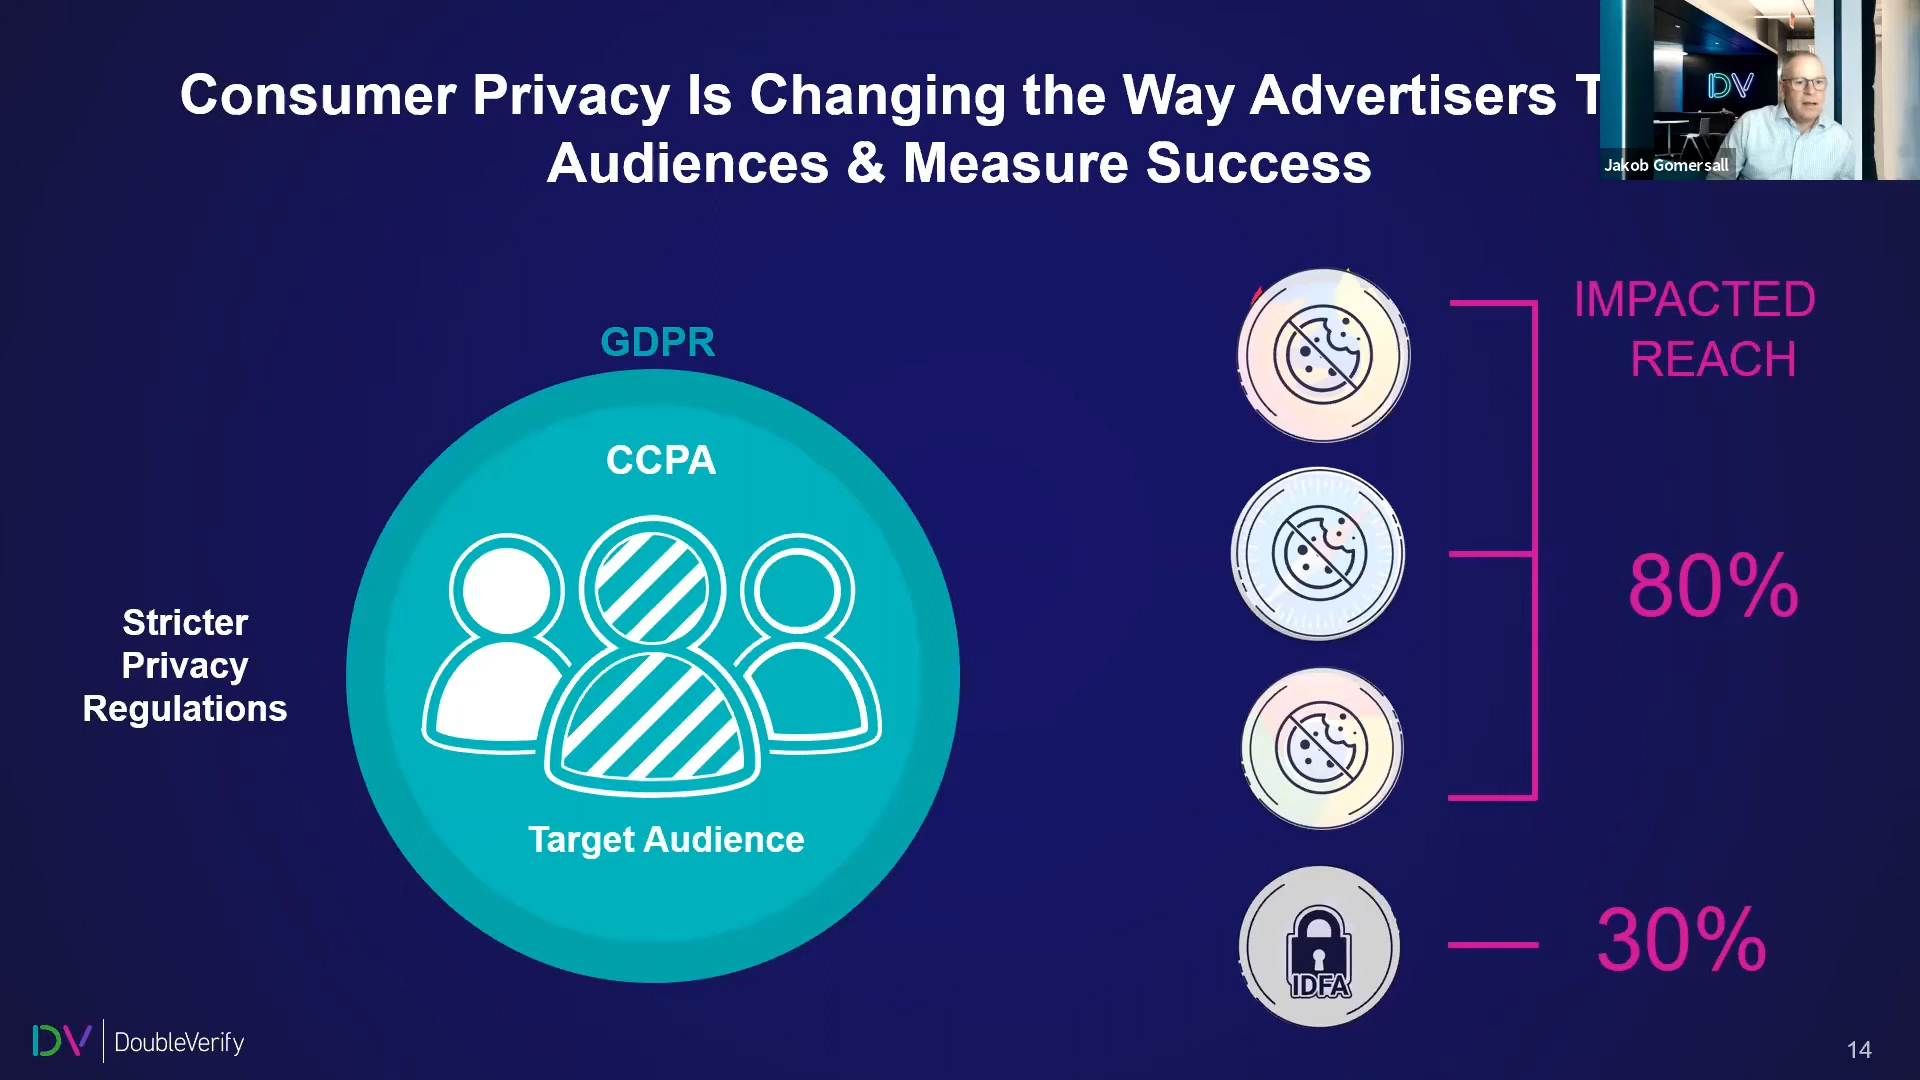 Consumer Privacy Is Changing the Way Advertisers T
Audiences & Measure Success
DV
Jakob Gomersall
IMPACTED
REACH
GDPR
CCPA
Stricter
Privacy
Regulations
80%
Target Audience
30%
IDFA
DV DoubleVerify
14